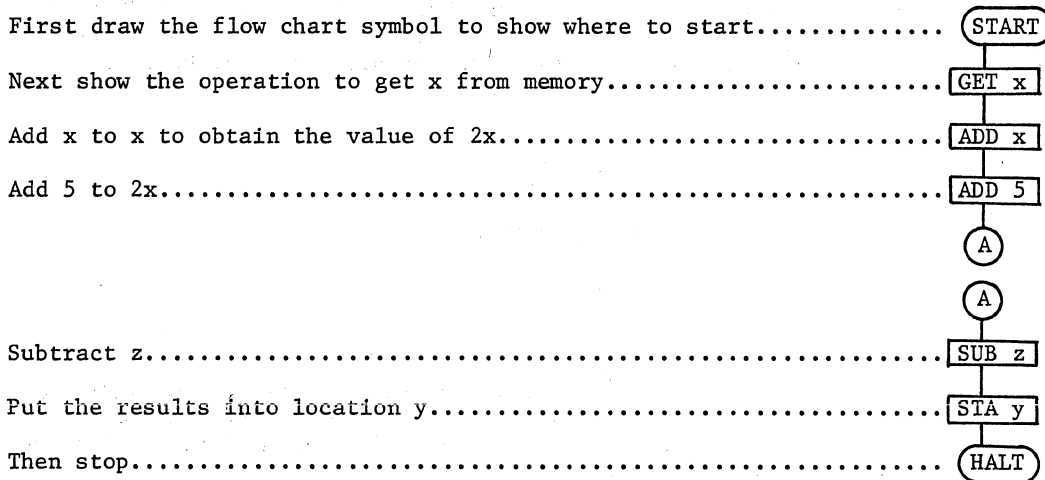 First draw the flow chart symbol to show where to start.............. START
Next show the operation to get x from memory......................... GET x
Add x to x to obtain the value of 2x................................. ADD x
Add 5 to 2x.......................................................... ADD 5
A
A
Subtract z........................................................... SUB z
Put the results into location y...................................... STA y
Then stop............................................................ HALT